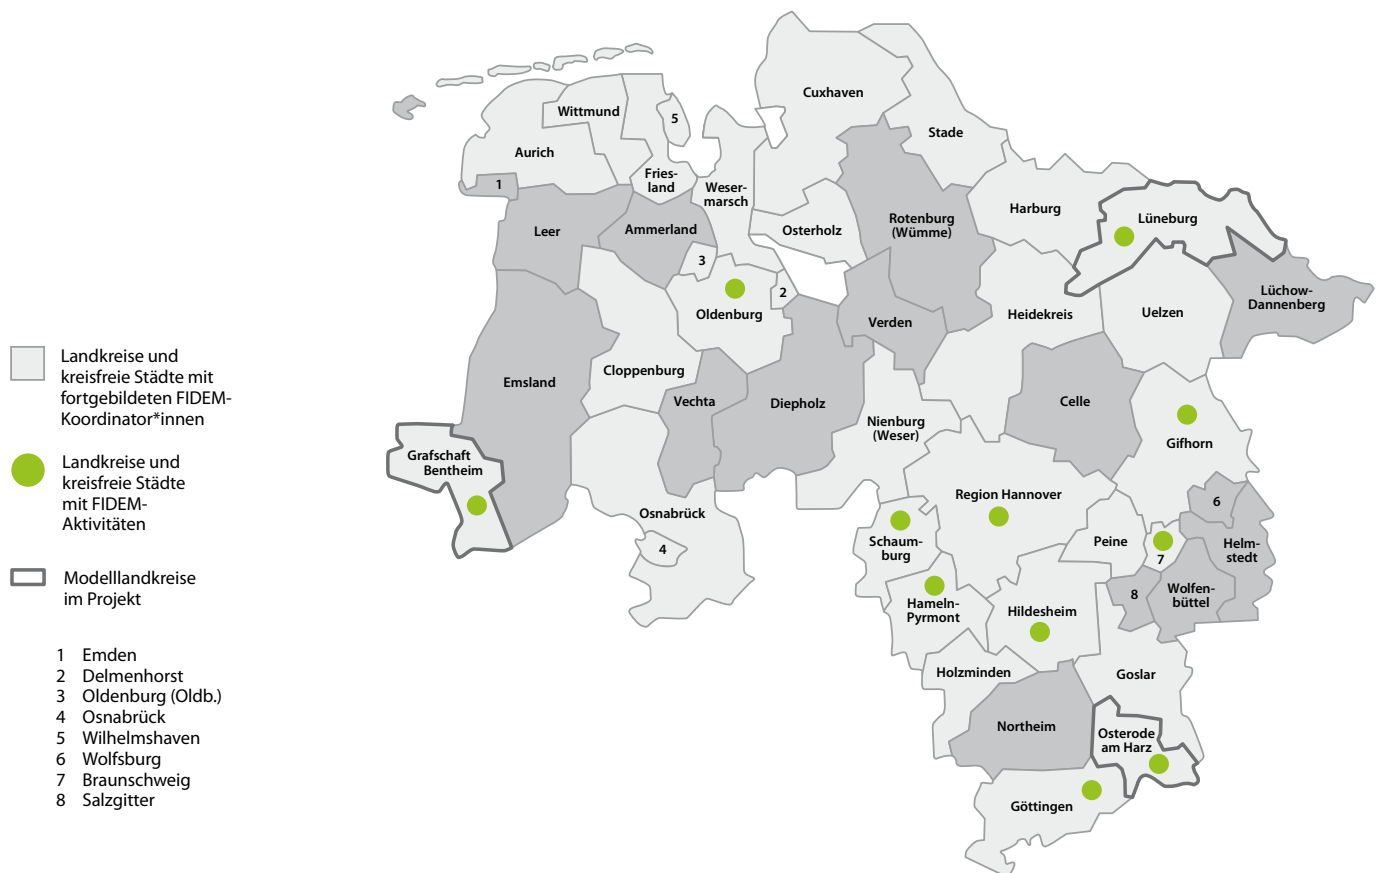 Landkreise und
kreisfreie Städte mit
fortgebildeten FIDEM-
Koordinator*innen
Landkreise und
kreisfreie Städte
mit FIDEM-
Aktivitäten
Modelllandkreise
im Projekt
1 Emden
2 Delmenhorst
3 Oldenburg (Oldb.)
4 Osnabrück
5 Wilhelmshaven
6 Wolfsburg
7 Braunschweig
8 Salzgitter
Cuxhaven
Wittmund
5
Stade
Aurich
1
Fries-
land
Weser-
marsch
Harburg
Lüneburg
Leer
Ammerland
Osterholz
Rotenburg
(Wümme)
3
2
Oldenburg
Verden
Heidekreis
Uelzen
Lüchow-
Dannenberg
Emsland
Cloppenburg
Vechta
Diepholz
Nienburg
(Weser)
Celle
Gifhorn
Grafschaft
Bentheim
Osnabrück
4
Region Hannover
Schaum-
burg
Peine
6
7
Helm-
stedt
8
Wolfen-
büttel
Hameln-
Pyrmont
Hildesheim
Holzminden
Goslar
Northeim
Osterode
am Harz
Göttingen